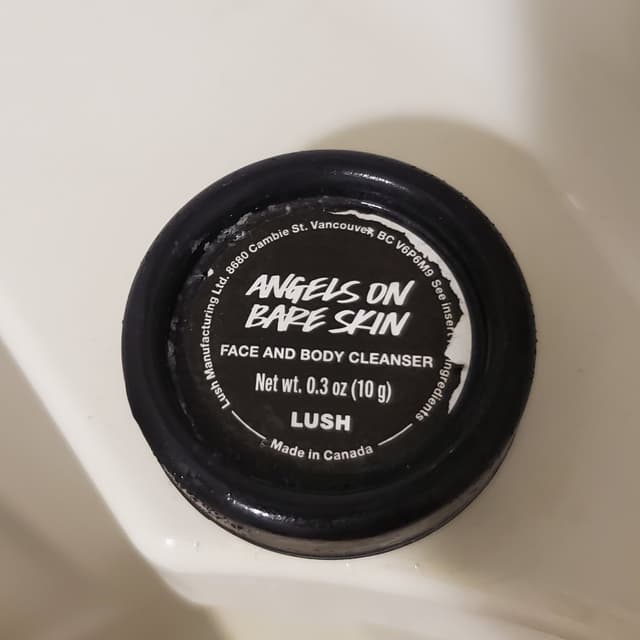 Lush Manufacturing Ltd. 8680 Cambie St. Vancouver, BC V6P6M9 See insert ingredients
ANGELS ON
BARE SKIN
FACE AND BODY CLEANSER
Net wt. 0.3 oz (10 g)
LUSH
Made in Canada